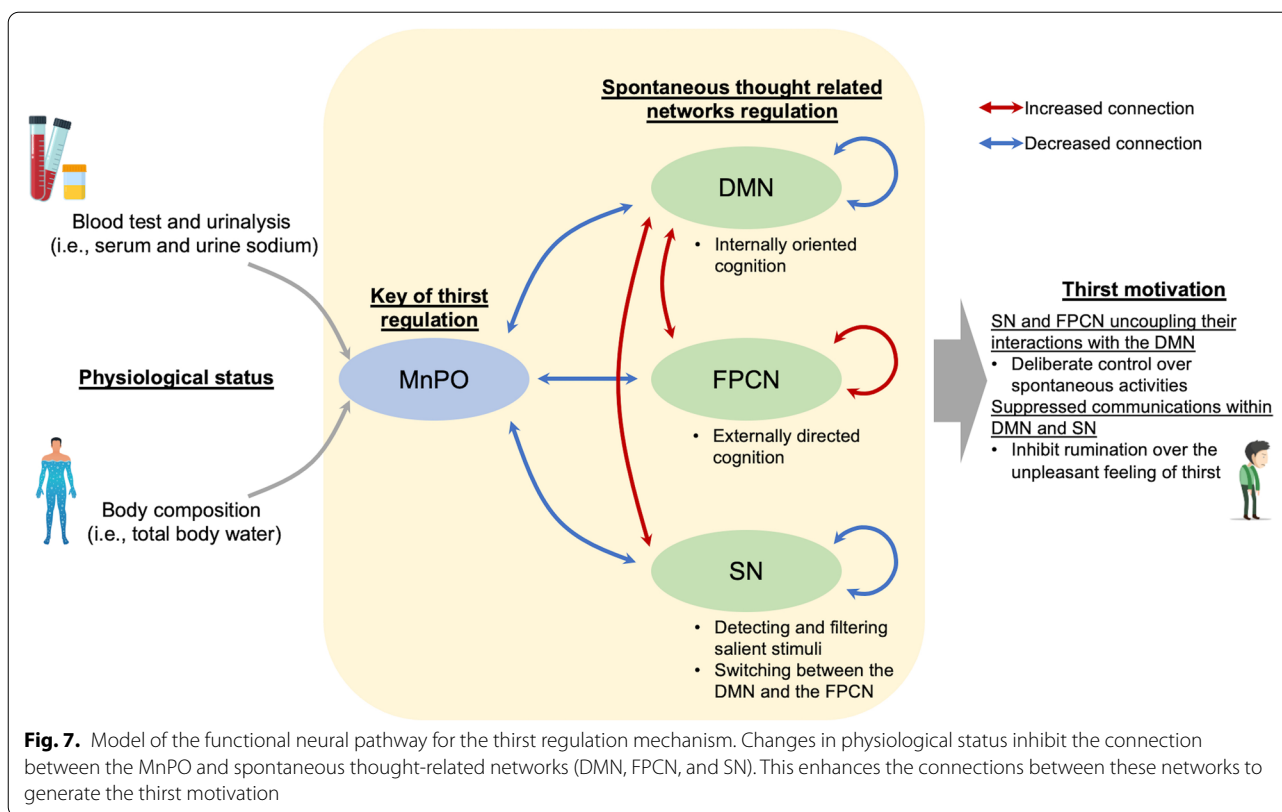 Spontaneous thought related
networks regulation
Increased connection
Decreased connection
Blood test and urinalysis
(i.e., serum and urine sodium)
DMN
• Internally oriented
cognition
Key of thirst
regulation
MnPO
Physiological status
FPCN
• Externally directed
cognition
Body composition
(i.e., total body water)
SN
• Detecting and filtering
salient stimuli
• Switching between the
DMN and the FPCN
Thirst motivation
SN and FPCN uncoupling their
interactions with the DMN
• Deliberate control over
spontaneous activities
Suppressed communications within
DMN and SN
• Inhibit rumination over the
unpleasant feeling of thirst
Fig. 7. Model of the functional neural pathway for the thirst regulation mechanism. Changes in physiological status inhibit the connection
between the MnPO and spontaneous thought-related networks (DMN, FPCN, and SN). This enhances the connections between these networks to
generate the thirst motivation